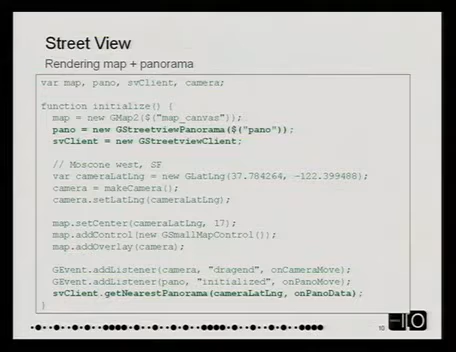 Street View
Rendering map + panorama
var map, pano, svClient, camera;
function initialize() {
map = new GMap2($("map_canvas"));
pano = new GStreetviewPanorama($("pano"));
svClient = new GStreetviewClient;
// Moscone west, SF
var cameraLatLng = new GLatLng(37.784264, -122.399488);
camera = makeCamera();
camera.setLatLng(cameraLatLng);
map.setCenter(cameraLatLng, 17);
map.addControl(new GSmallMapControl());
map.addOverlay(camera);
GEvent.addListener(camera, "dragend", onCameraMove);
GEvent.addListener(pano, "initialized", onPanoMove);
svClient.getNearestPanorama(cameraLatLng, onPanoData);
}
10
IO